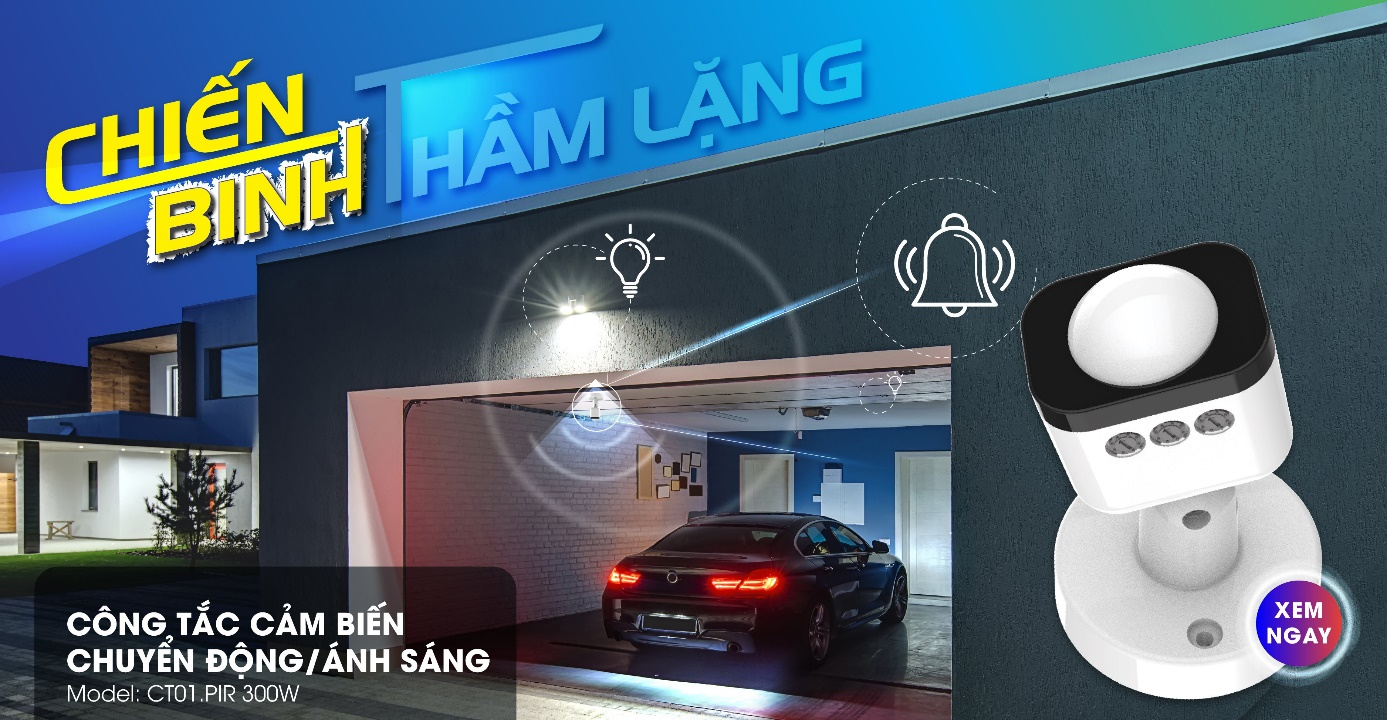 CHIẾN
BINH
THẦM LẶNG
CÔNG TẮC CẢM BIẾN
CHUYỂN ĐỘNG/ÁNH SÁNG
Model: CT01.PIR 300W
XEM
NGAY